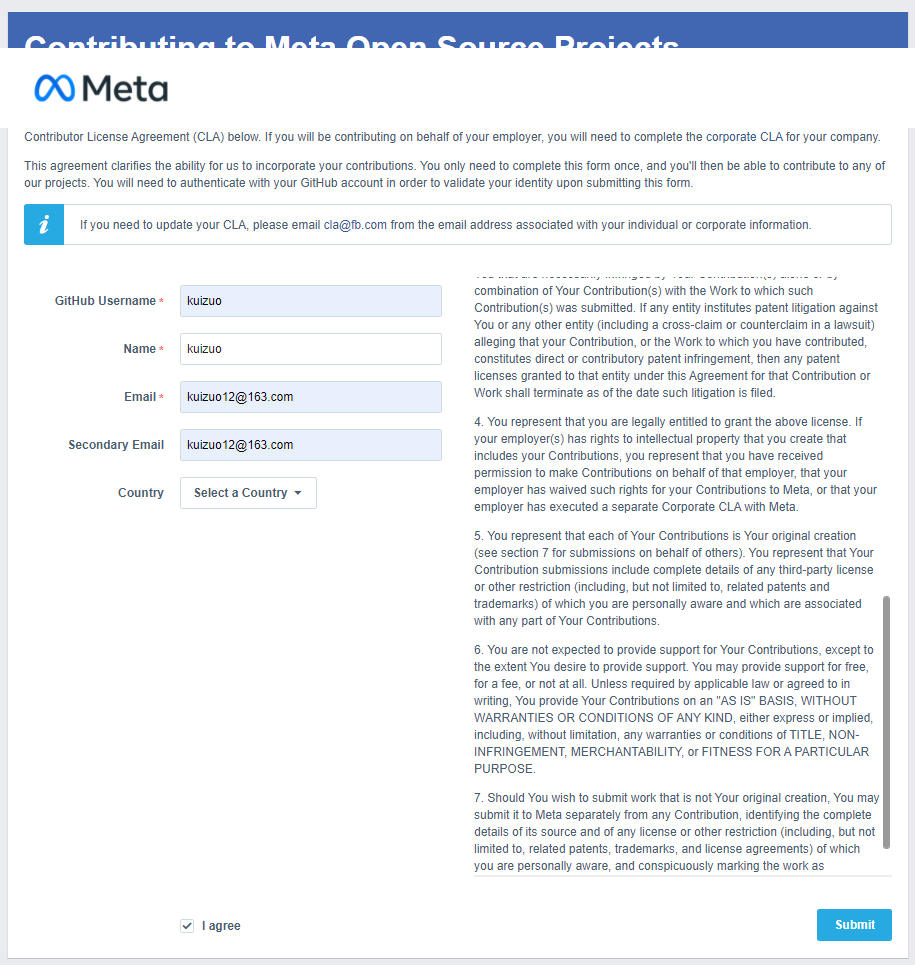 Contributing to Meta Open Source Projects
Meta
Contributor License Agreement (CLA) below. If you will be contributing on behalf of your employer, you will need to complete the corporate CLA for your company.
This agreement clarifies the ability for us to incorporate your contributions. You only need to complete this form once, and you'll then be able to contribute to any of
our projects. You will need to authenticate with your GitHub account in order to validate your identity upon submitting this form.
i
If you need to update your CLA, please email cla@fb.com from the email address associated with your individual or corporate information.
GitHub Username *
kuizuo
Name *
kuizuo
Email *
kuizuo12@163.com
Secondary Email
kuizuo12@163.com
Country
Select a Country
You that are necessarily infringed by Your Contribution(s) alone or by
combination of Your Contribution(s) with the Work to which such
Contribution(s) was submitted. If any entity institutes patent litigation against
You or any other entity (including a cross-claim or counterclaim in a lawsuit)
alleging that your Contribution, or the Work to which you have contributed,
constitutes direct or contributory patent infringement, then any patent
licenses granted to that entity under this Agreement for that Contribution or
Work shall terminate as of the date such litigation is filed.
4. You represent that you are legally entitled to grant the above license. If
your employer(s) has rights to intellectual property that you create that
includes your Contributions, you represent that you have received
permission to make Contributions on behalf of that employer, that your
employer has waived such rights for your Contributions to Meta, or that your
employer has executed a separate Corporate CLA with Meta.
5. You represent that each of Your Contributions is Your original creation
(see section 7 for submissions on behalf of others). You represent that Your
Contribution submissions include complete details of any third-party license
or other restriction (including, but not limited to, related patents and
trademarks) of which you are personally aware and which are associated
with any part of Your Contributions.
6. You are not expected to provide support for Your Contributions, except to
the extent You desire to provide support. You may provide support for free,
for a fee, or not at all. Unless required by applicable law or agreed to in
writing, You provide Your Contributions on an "AS IS" BASIS, WITHOUT
WARRANTIES OR CONDITIONS OF ANY KIND, either express or implied,
including, without limitation, any warranties or conditions of TITLE, NON-
INFRINGEMENT, MERCHANTABILITY, or FITNESS FOR A PARTICULAR
PURPOSE.
7. Should You wish to submit work that is not Your original creation, You may
submit it to Meta separately from any Contribution, identifying the complete
details of its source and of any license or other restriction (including, but not
limited to, related patents, trademarks, and license agreements) of which
you are personally aware, and conspicuously marking the work as
I agree
Submit